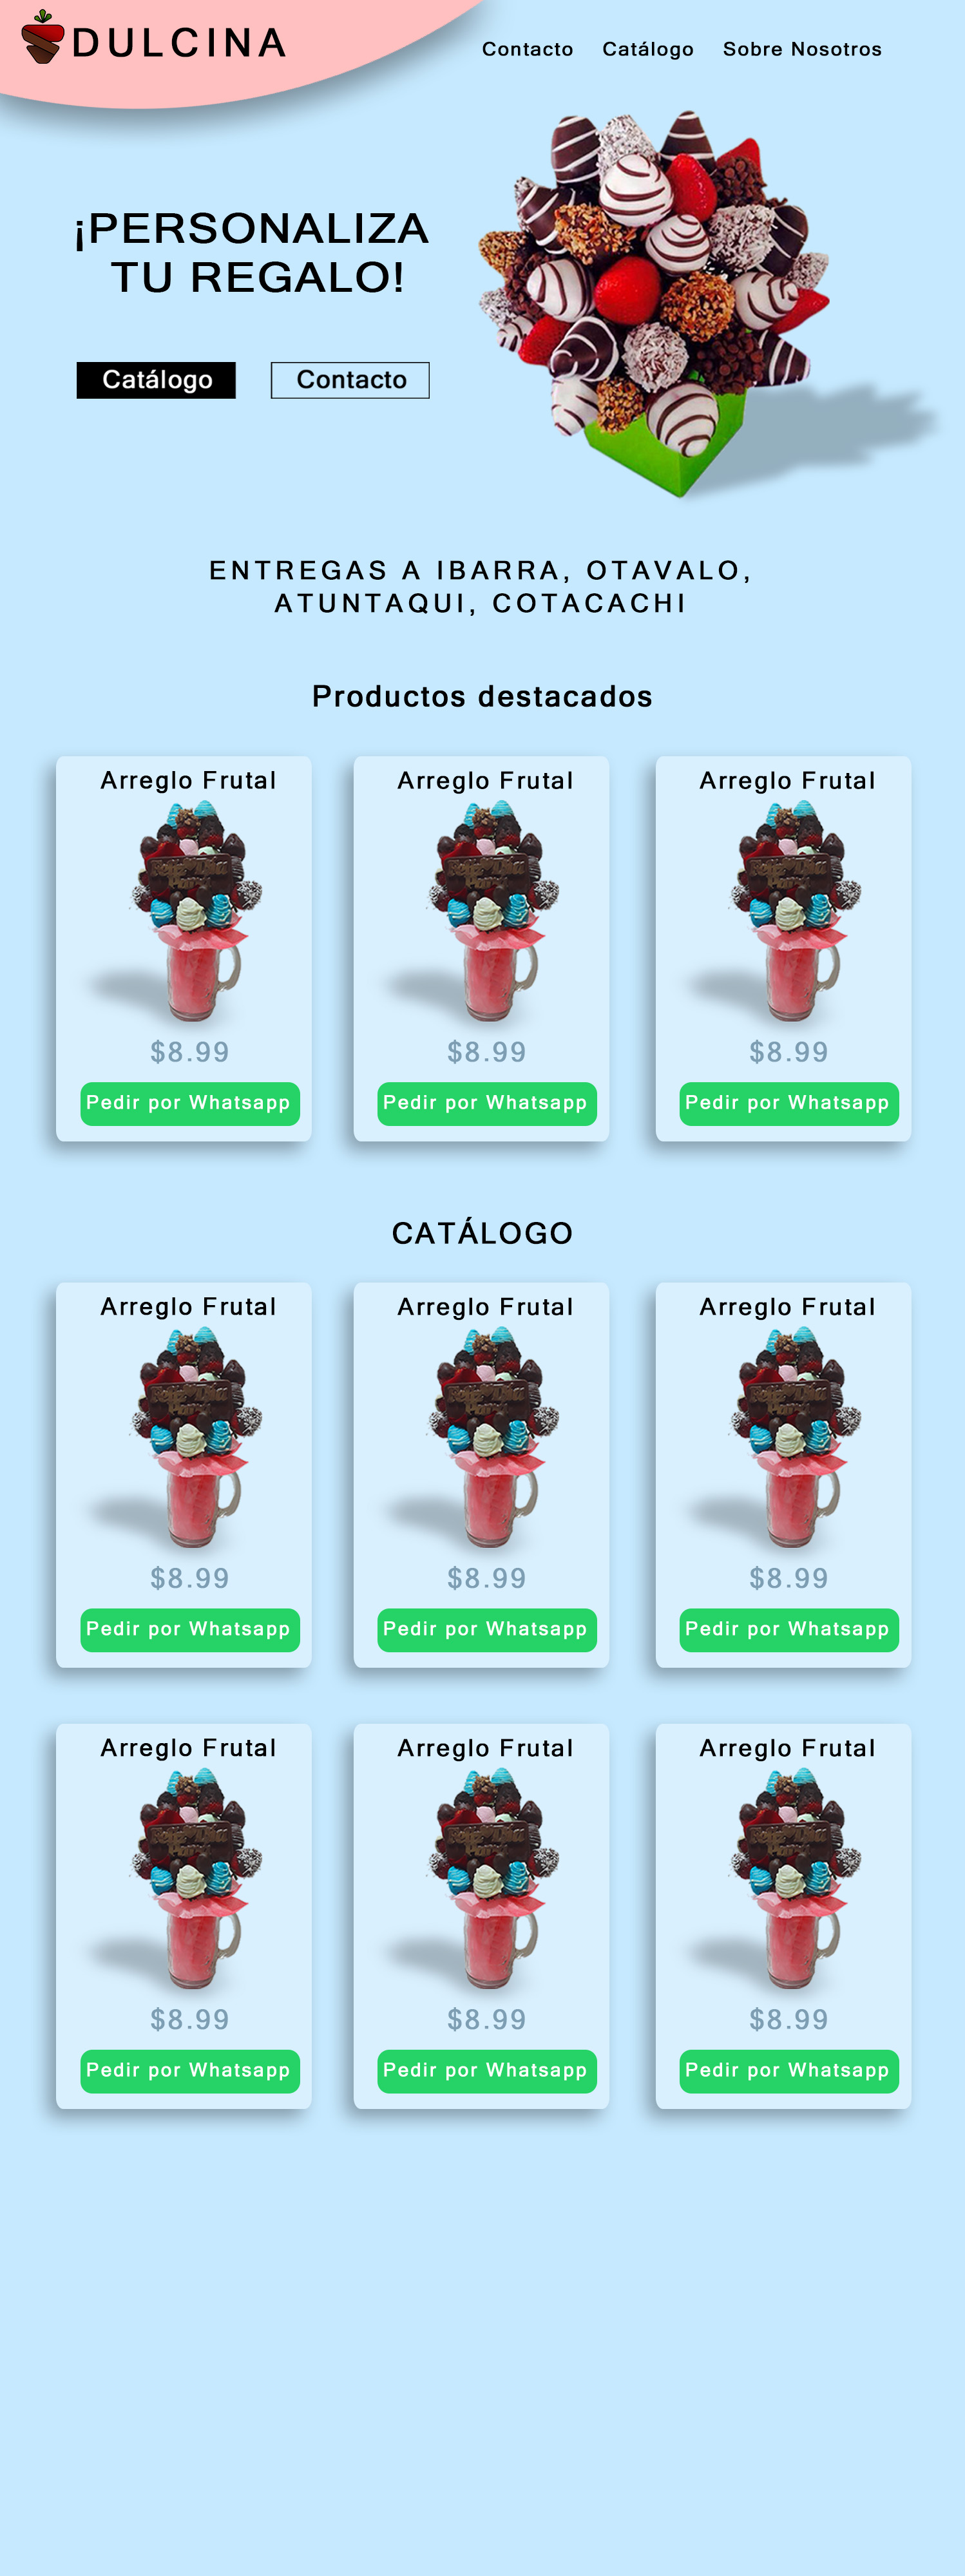 DULCINA
Contacto Catálogo Sobre Nosotros
¡PERSONALIZA
TU REGALO!
Catálogo Contacto
ENTREGAS A IBARRA, OTAVALO,
ATUNTAQUI, COTACACHI
Productos destacados
Arreglo Frutal Arreglo Frutal Arreglo Frutal
$8.99 $8.99 $8.99
Pedir por Whatsapp Pedir por Whatsapp Pedir por Whatsapp
CATÁLOGO
Arreglo Frutal Arreglo Frutal Arreglo Frutal
$8.99 $8.99 $8.99
Pedir por Whatsapp Pedir por Whatsapp Pedir por Whatsapp
Arreglo Frutal Arreglo Frutal Arreglo Frutal
$8.99 $8.99 $8.99
Pedir por Whatsapp Pedir por Whatsapp Pedir por Whatsapp